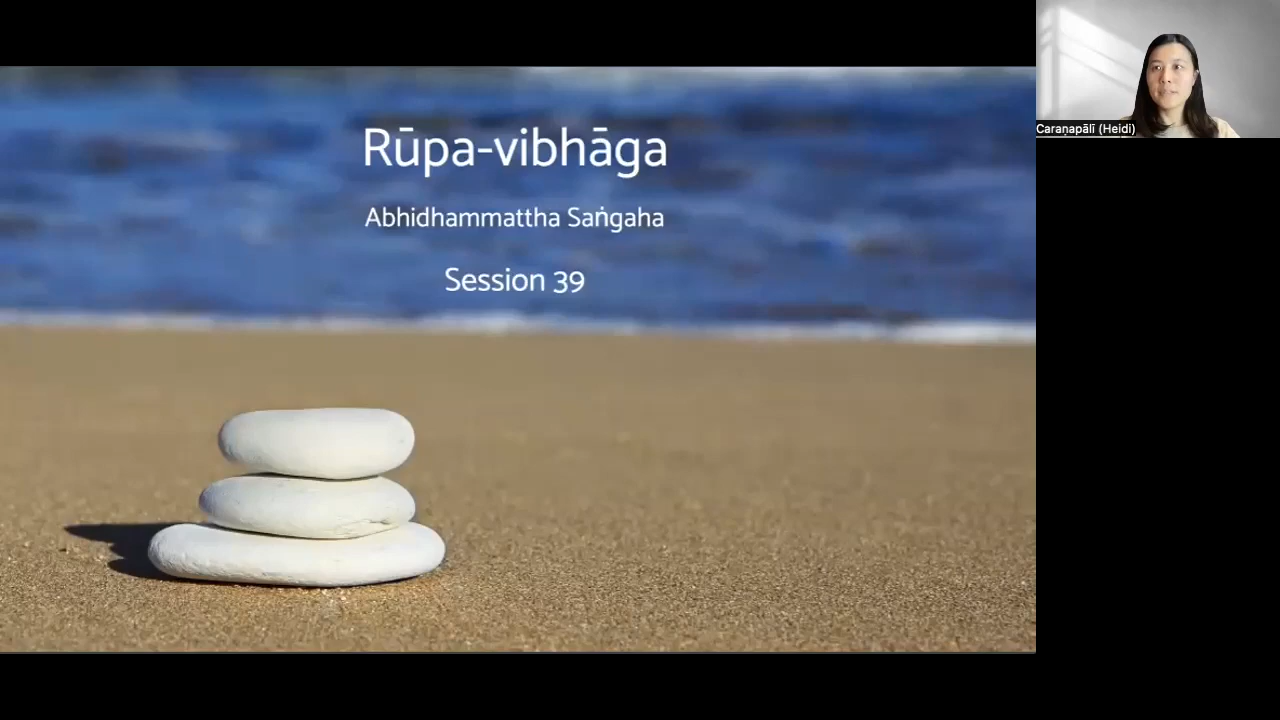 Rūpa-vibhāga
Abhidhammattha Saṅgaha
Session 39
Caraṇapālī (Heidi)